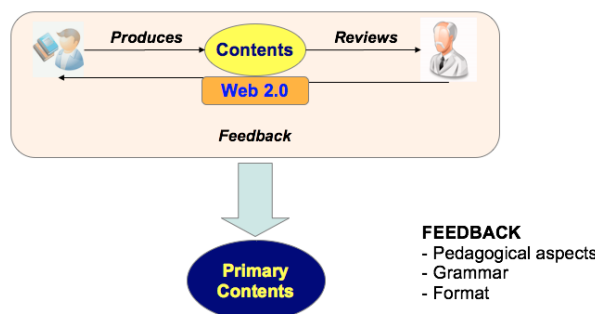 Produces
Contents
Reviews
Web 2.0
Feedback
Primary
Contents
FEEDBACK
- Pedagogical aspects
- Grammar
- Format